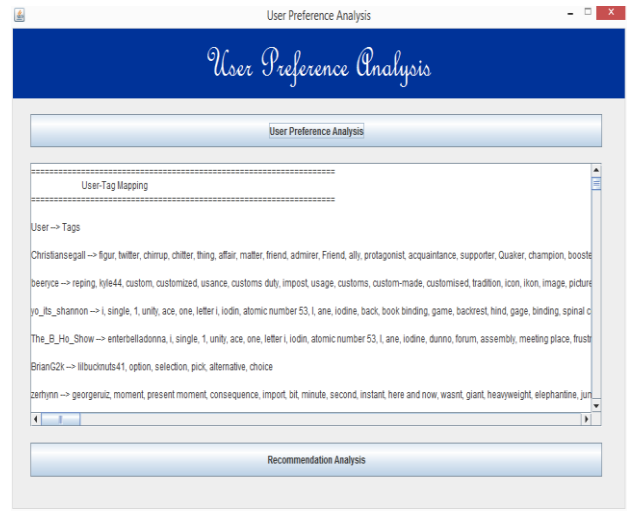 User Preference Analysis
User Preference Analysis
User Preference Analysis
===================================================================
User-Tag Mapping
===================================================================
User --> Tags
Christiansegall --> figur, twitter, chirrup, chitter, thing, affair, matter, friend, admirer, Friend, ally, protagonist, acquaintance, supporter, Quaker, champion, booste
beeryce --> reping, kyle44, custom, customized, usance, customs duty, impost, usage, customs, custom-made, customised, tradition, icon, ikon, image, picture
yo_its_shannon --> i, single, 1, unity, ace, one, letter i, iodin, atomic number 53, I, ane, iodine, back, book binding, game, backrest, hind, gage, binding, spinal c
The_B_Ho_Show --> enterbelladonna, i, single, 1, unity, ace, one, letter i, iodin, atomic number 53, I, ane, iodine, dunno, forum, assembly, meeting place, frustr
BrianG2k --> lilbucknuts41, option, selection, pick, alternative, choice
zerhynn --> georgeruiz, moment, present moment, consequence, import, bit, minute, second, instant, here and now, wasnt, giant, heavyweight, elephantine, jum
Recommendation Analysis